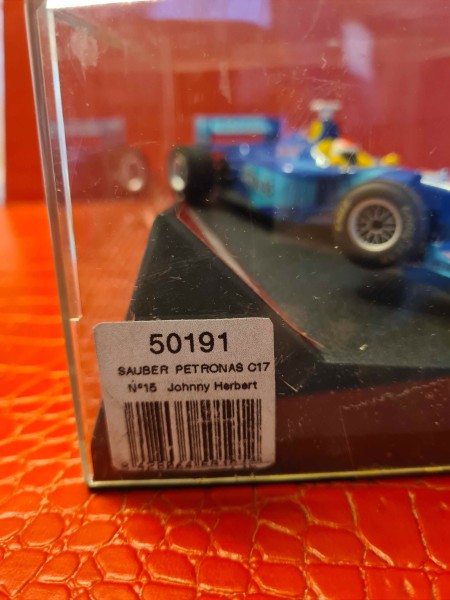 50191
SAUBER PETRONAS C17
Nº15 Johnny Herbert